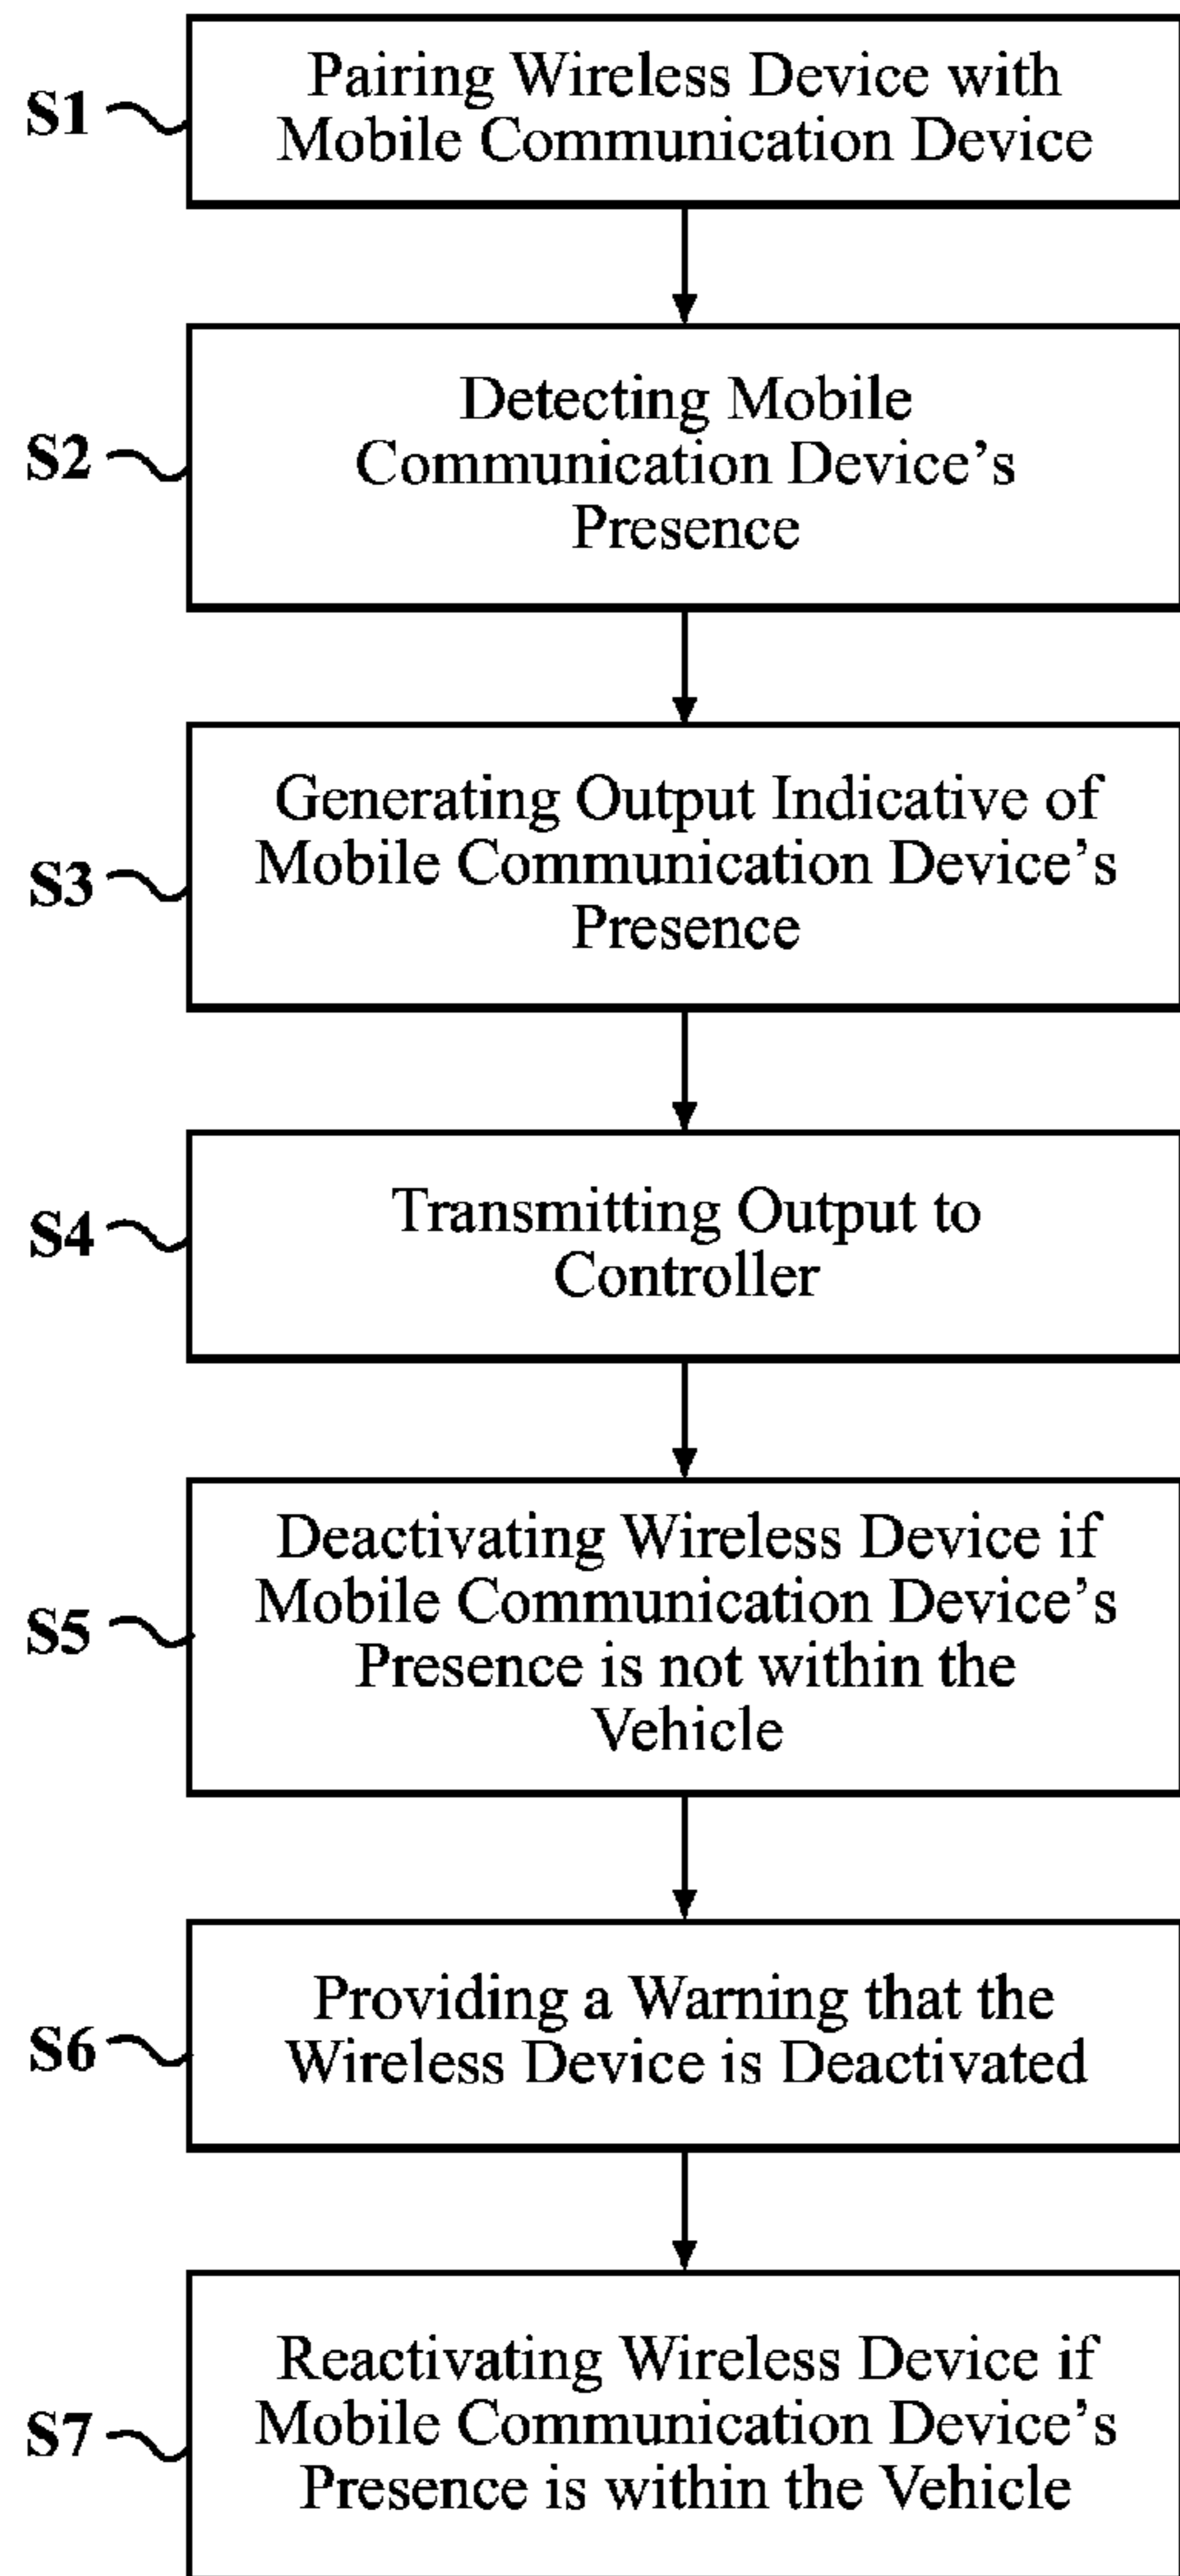 S1
Pairing Wireless Device with
Mobile Communication Device
S2
Detecting Mobile
Communication Device's
Presence
S3
Generating Output Indicative of
Mobile Communication Device's
Presence
S4
Transmitting Output to
Controller
S5
Deactivating Wireless Device if
Mobile Communication Device's
Presence is not within the
Vehicle
S6
Providing a Warning that the
Wireless Device is Deactivated
S7
Reactivating Wireless Device if
Mobile Communication Device's
Presence is within the Vehicle